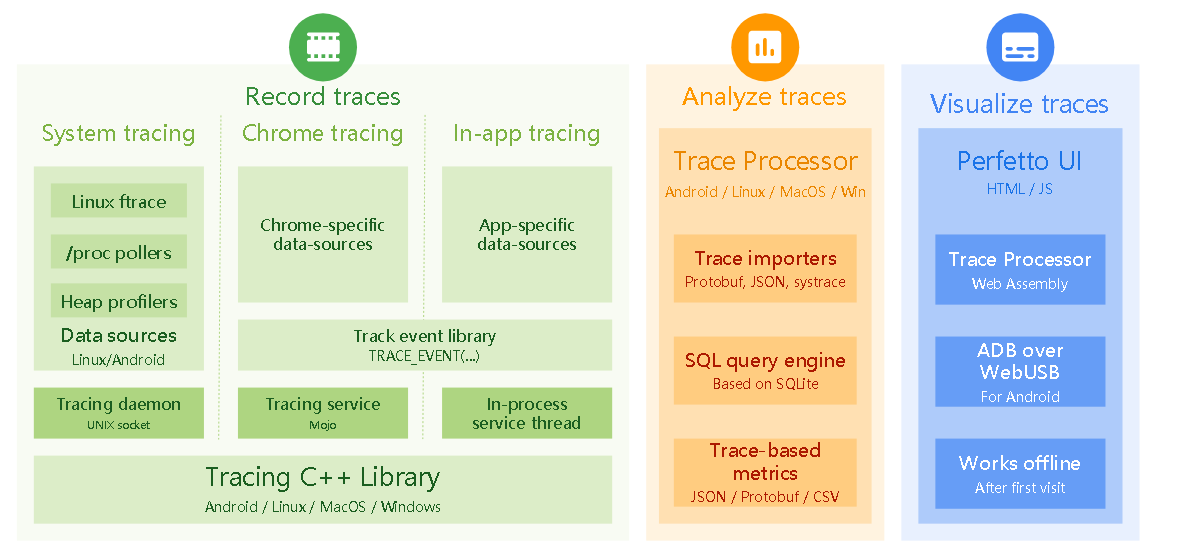 Record traces
System tracing
Linux ftrace
/proc pollers
Heap profilers
Data sources
Linux/Android
Tracing daemon
UNIX socket
Chrome tracing
Chrome-specific
data-sources
In-app tracing
App-specific
data-sources
Track event library
TRACE_EVENT(...)
Tracing service
Mojo
In-process
service thread
Tracing C++ Library
Android / Linux / MacOS / Windows
Analyze traces
Trace Processor
Android / Linux / MacOS / Win
Trace importers
Protobuf, JSON, systrace
SQL query engine
Based on SQLite
Trace-based
metrics
JSON / Protobuf / CSV
Visualize traces
Perfetto UI
HTML / JS
Trace Processor
Web Assembly
ADB over
WebUSB
For Android
Works offline
After first visit